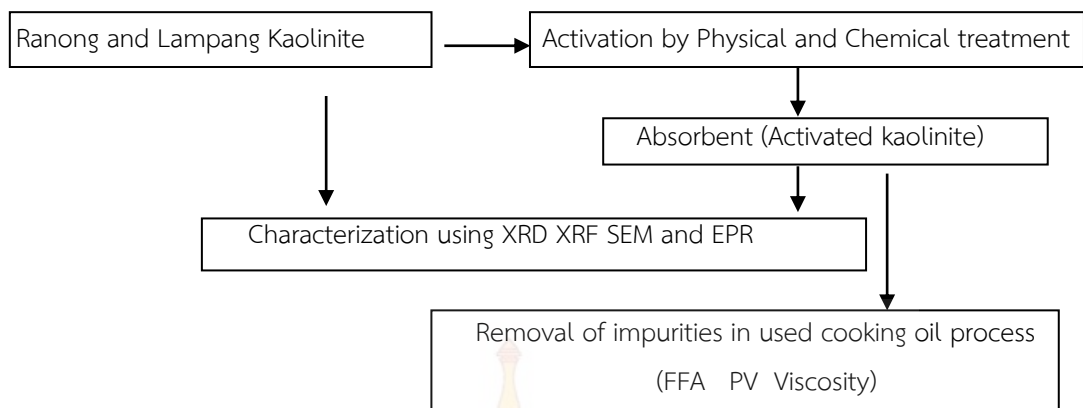 Ranong and Lampang Kaolinite
Activation by Physical and Chemical treatment
Absorbent (Activated kaolinite)
Characterization using XRD XRF SEM and EPR
Removal of impurities in used cooking oil process
(FFA PV Viscosity)